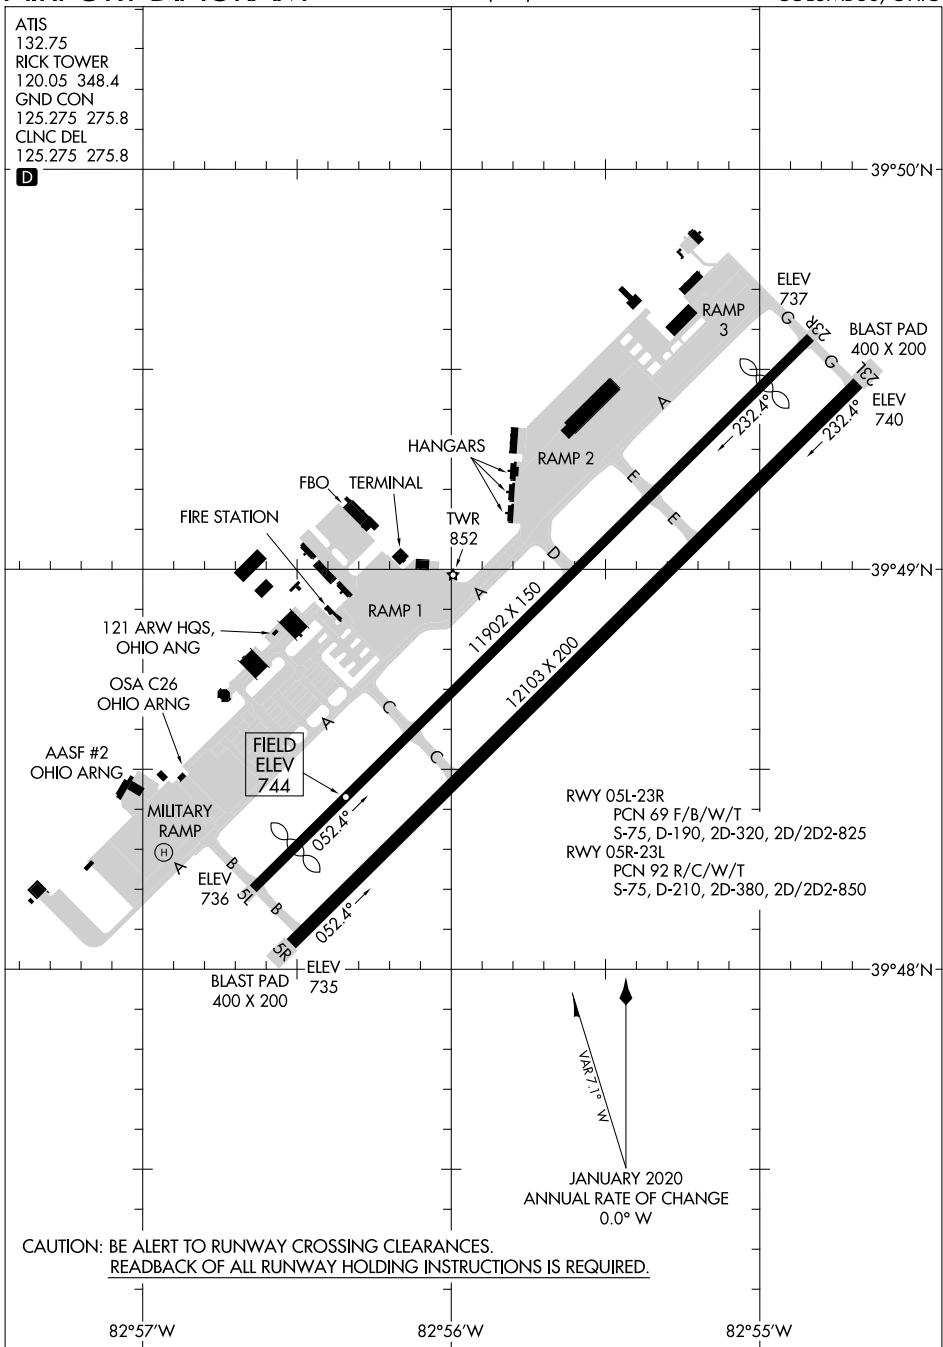 ATIS
132.75
RICK TOWER
120.05 348.4
GND CON
125.275 275.8
CLNC DEL
125.275 275.8
D
39°50'N
ELEV
737
RAMP
3
G
23R
BLAST PAD
400 X 200
G
23L
ELEV
740
A
232.4°
232.4°
HANGARS
RAMP 2
FBO
TERMINAL
E
FIRE STATION
TWR
852
E
D
39°49'N
A
RAMP 1
11902 X 150
121 ARW HQS,
OHIO ANG
12103 X 200
OSA C26
OHIO ARNG
C
A
FIELD
ELEV
744
C
AASF #2
OHIO ARNG
MILITARY
RAMP
052.4°
RWY 05L-23R
PCN 69 F/B/W/T
S-75, D-190, 2D-320, 2D/2D2-825
RWY 05R-23L
PCN 92 R/C/W/T
S-75, D-210, 2D-380, 2D/2D2-850
H
A
B
ELEV
736
5L
B
052.4°
5R
BLAST PAD
400 X 200
ELEV
735
39°48'N
VAR 7.1° W
JANUARY 2020
ANNUAL RATE OF CHANGE
0.0° W
CAUTION: BE ALERT TO RUNWAY CROSSING CLEARANCES.
READBACK OF ALL RUNWAY HOLDING INSTRUCTIONS IS REQUIRED.
82°57'W
82°56'W
82°55'W